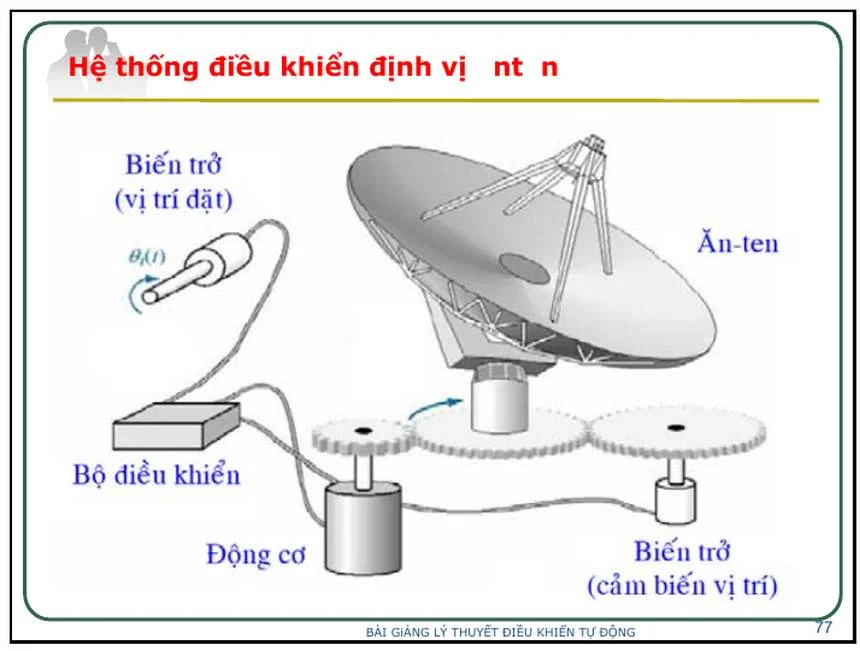 Hệ thống điều khiển định vị nt n
Biến trở
(vị trí đặt)
θi(t)
Ăn-ten
Bộ điều khiển
Động cơ
Biến trở
(cảm biến vị trí)
BÀI GiẢNG LÝ THUYẾT ĐIỀU KHIỂN TỰ ĐỘNG
77